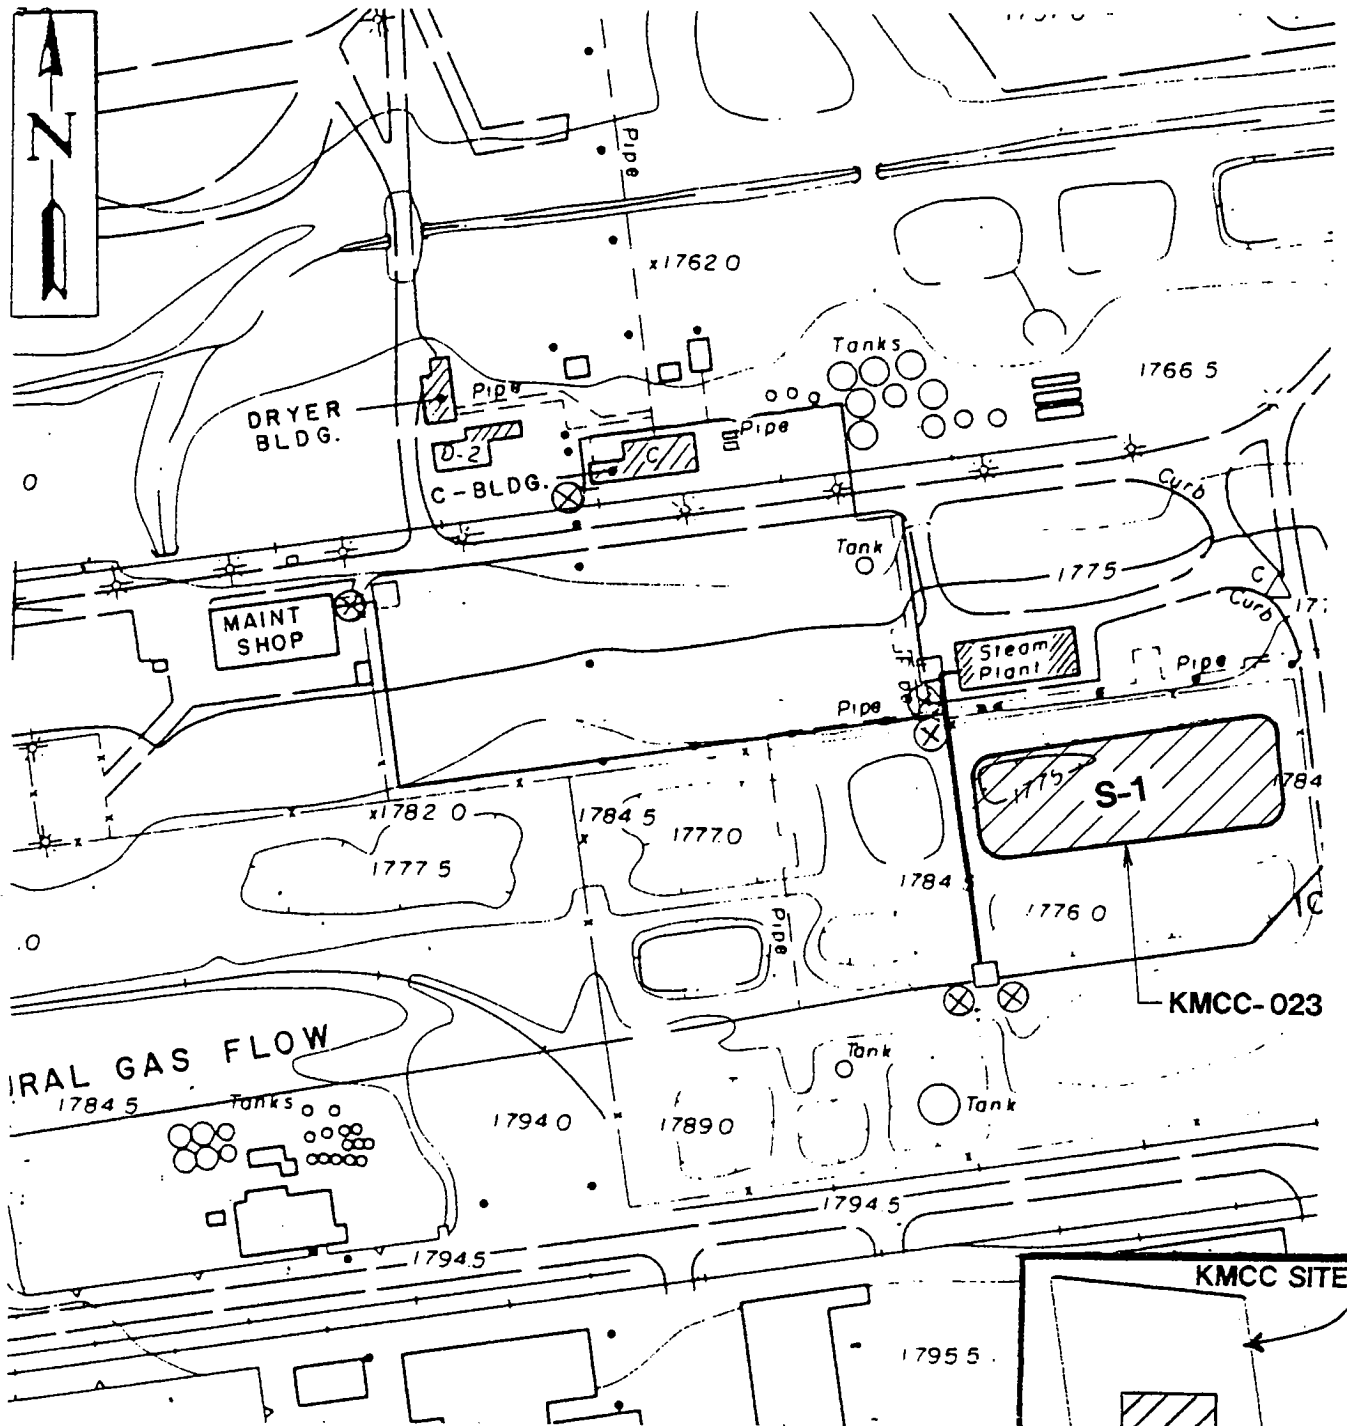 N
Pipe
x1762 0
Tanks
1766 5
DRYER
BLDG.
Pipe
D-2
C
Pipe
C-BLDG.
Curb
0
Tank
1775
C
Curb
MAINT
SHOP
Steam
Plant
Pipe
Pipe
1775
S-1
1784
x1782 0
1784 5
1777 0
1777 5
1784 5
1776 0
Pipe
.0
KMCC-023
URAL GAS FLOW
1784 5
Tanks
1794 0
1789 0
Tank
Tank
1794.5
1794.5
KMCC SITE
1795 5